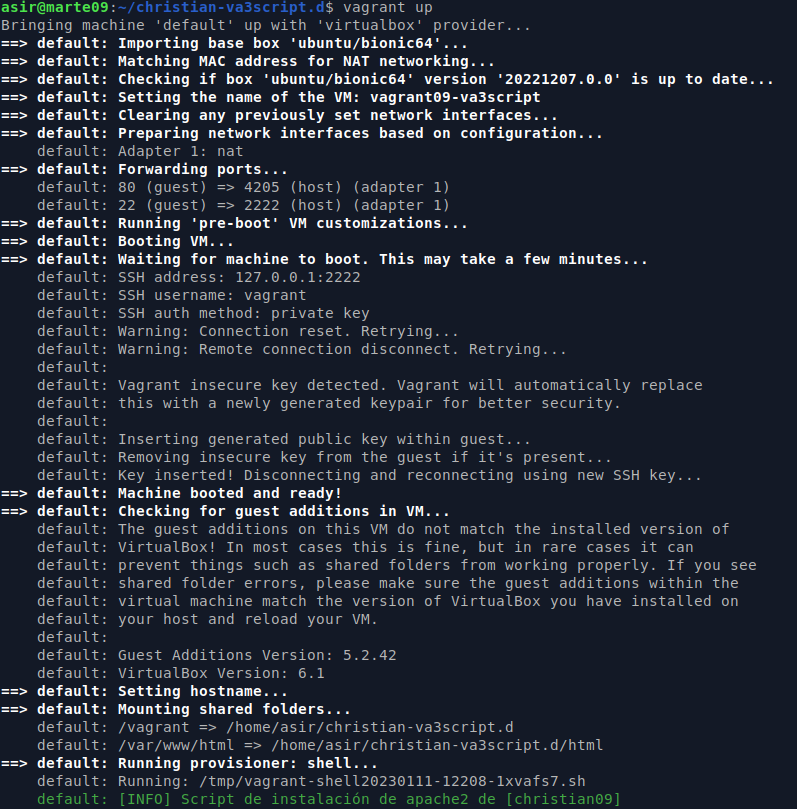 asir@marte09:~/christian-va3script.d$ vagrant up
Bringing machine 'default' up with 'virtualbox' provider...
==> default: Importing base box 'ubuntu/bionic64'...
==> default: Matching MAC address for NAT networking...
==> default: Checking if box 'ubuntu/bionic64' version '20221207.0.0' is up to date...
==> default: Setting the name of the VM: vagrant09-va3script
==> default: Clearing any previously set network interfaces...
==> default: Preparing network interfaces based on configuration...
    default: Adapter 1: nat
==> default: Forwarding ports...
    default: 80 (guest) => 4205 (host) (adapter 1)
    default: 22 (guest) => 2222 (host) (adapter 1)
==> default: Running 'pre-boot' VM customizations...
==> default: Booting VM...
==> default: Waiting for machine to boot. This may take a few minutes...
    default: SSH address: 127.0.0.1:2222
    default: SSH username: vagrant
    default: SSH auth method: private key
    default: Warning: Connection reset. Retrying...
    default: Warning: Remote connection disconnect. Retrying...
    default:
    default: Vagrant insecure key detected. Vagrant will automatically replace
    default: this with a newly generated keypair for better security.
    default:
    default: Inserting generated public key within guest...
    default: Removing insecure key from the guest if it's present...
    default: Key inserted! Disconnecting and reconnecting using new SSH key...
==> default: Machine booted and ready!
==> default: Checking for guest additions in VM...
    default: The guest additions on this VM do not match the installed version of
    default: VirtualBox! In most cases this is fine, but in rare cases it can
    default: prevent things such as shared folders from working properly. If you see
    default: shared folder errors, please make sure the guest additions within the
    default: virtual machine match the version of VirtualBox you have installed on
    default: your host and reload your VM.
    default:
    default: Guest Additions Version: 5.2.42
    default: VirtualBox Version: 6.1
==> default: Setting hostname...
==> default: Mounting shared folders...
    default: /vagrant => /home/asir/christian-va3script.d
    default: /var/www/html => /home/asir/christian-va3script.d/html
==> default: Running provisioner: shell...
    default: Running: /tmp/vagrant-shell20230111-12208-1xvafs7.sh
    default: [INFO] Script de instalación de apache2 de [christian09]